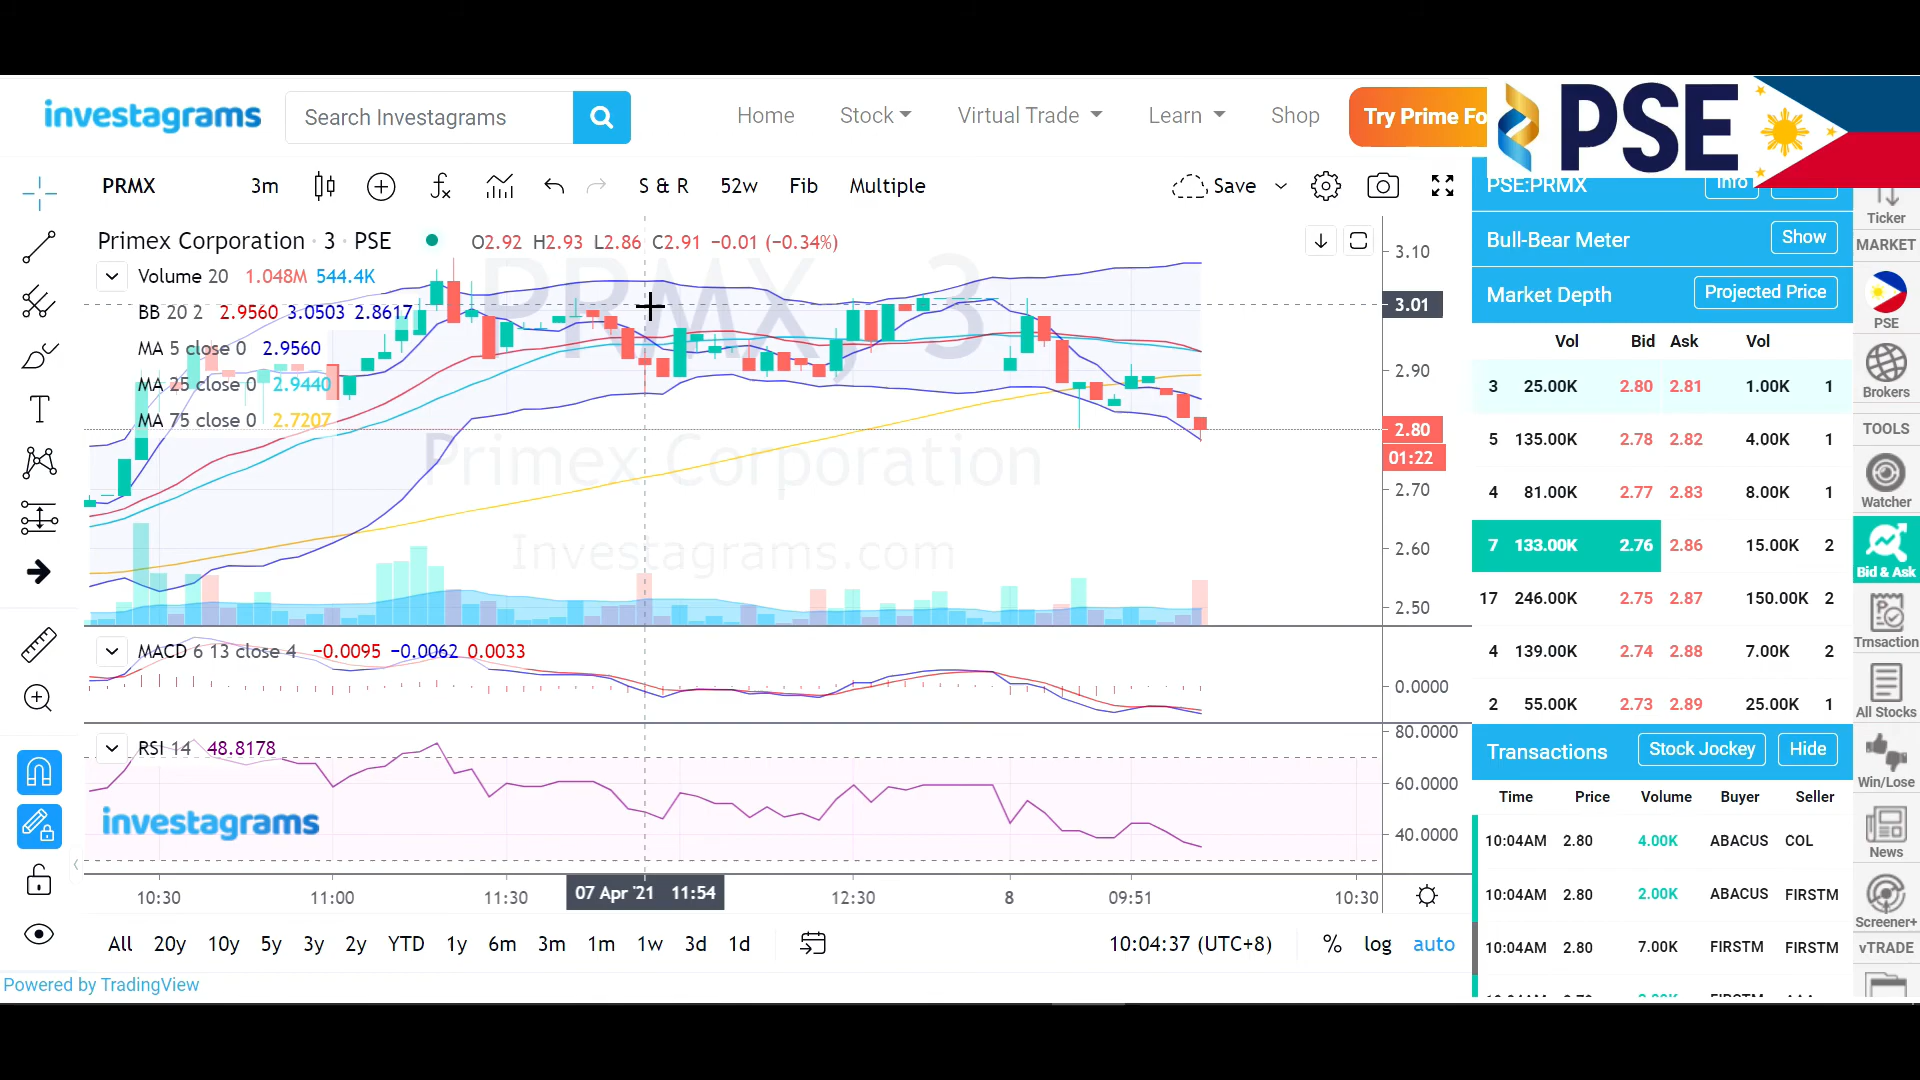 investagrams
Search Investagrams
Home
Stock
Virtual Trade
Learn
Shop
Try Prime Fo
PSE
PRMX
3m
S & R
52w
Fib
Multiple
Save
Primex Corporation · 3 · PSE
O2.92 H2.93 L2.86 C2.91 −0.01 (−0.34%)
Volume 20 1.048M 544.4K
BB 20 2 2.9560 3.0503 2.8617
MA 5 close 0 2.9560
MA 25 close 0 2.9440
MA 75 close 0 2.7207
PRMX, 3
Primex Corporation
Investagrams.com
3.10
3.01
2.90
2.80
01:22
2.70
2.60
2.50
MACD 6 13 close 4 −0.0095 −0.0062 0.0033
0.0000
RSI 14 48.8178
80.0000
60.0000
40.0000
investagrams
10:30
11:00
11:30
07 Apr '21 11:54
12:30
8
09:51
10:30
All 20y 10y 5y 3y 2y YTD 1y 6m 3m 1m 1w 3d 1d
10:04:37 (UTC+8)
% log auto
Powered by TradingView
PSE:PRMX
Info
Bull-Bear Meter
Show
Market Depth
Projected Price
Vol Bid Ask Vol
3 25.00K 2.80 2.81 1.00K 1
5 135.00K 2.78 2.82 4.00K 1
4 81.00K 2.77 2.83 8.00K 1
7 133.00K 2.76 2.86 15.00K 2
17 246.00K 2.75 2.87 150.00K 2
4 139.00K 2.74 2.88 7.00K 2
2 55.00K 2.73 2.89 25.00K 1
Transactions
Stock Jockey
Hide
Time Price Volume Buyer Seller
10:04AM 2.80 4.00K ABACUS COL
10:04AM 2.80 2.00K ABACUS FIRSTM
10:04AM 2.80 7.00K FIRSTM FIRSTM
Ticker
MARKET
PSE
Brokers
TOOLS
Watcher
Bid & Ask
Trnsaction
All Stocks
Win/Lose
News
Screener+
vTRADE